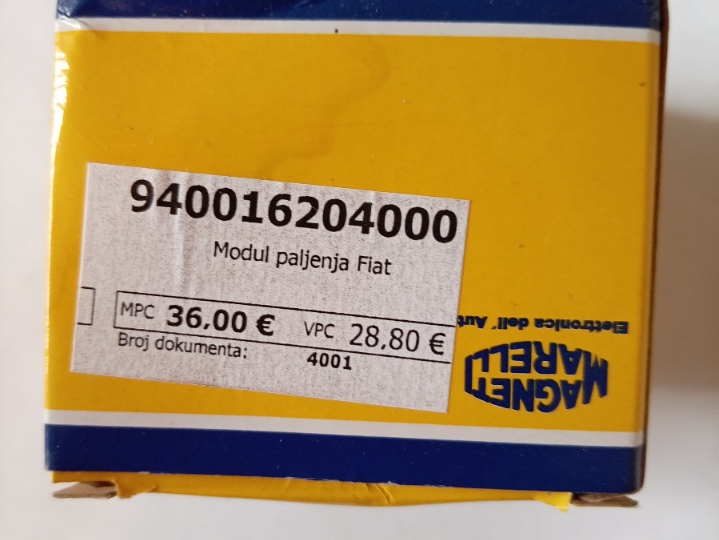 940016204000
Modul paljenja Fiat
MPC 36,00 € VPC 28,80 €
Broj dokumenta: 4001
Elettronica dell' Aut
MAGNETI
MARELLI